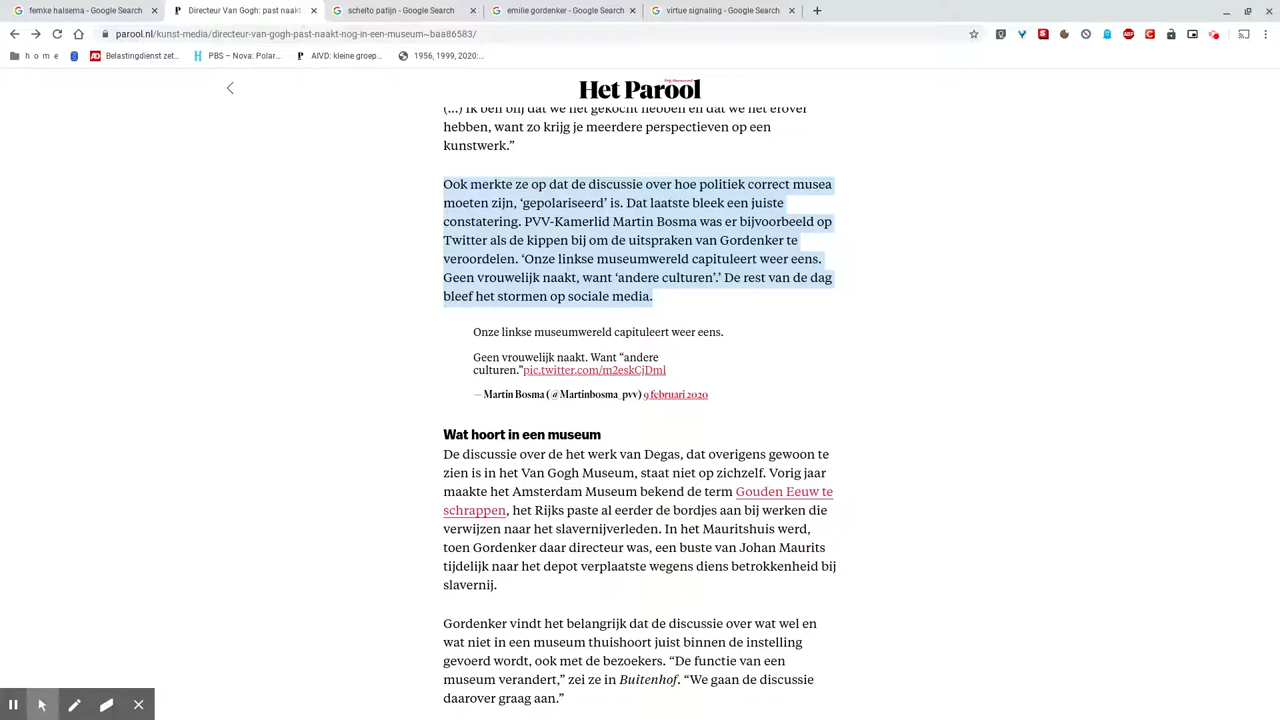 femke halsema - Google Search
Directeur Van Gogh: past naakt
schelto patijn - Google Search
emilie gordenker - Google Search
virtue signaling - Google Search
parool.nl/kunst-media/directeur-van-gogh-past-naakt-nog-in-een-museum~baa86583/
h o m e
Belastingdienst zet...
PBS – Nova: Polar...
AIVD: kleine groep...
1956, 1999, 2020:...
Het Parool
(...) Ik ben blij dat we het gekocht hebben en dat we het erover
hebben, want zo krijg je meerdere perspectieven op een
kunstwerk.”
Ook merkte ze op dat de discussie over hoe politiek correct musea
moeten zijn, ‘gepolariseerd’ is. Dat laatste bleek een juiste
constatering. PVV-Kamerlid Martin Bosma was er bijvoorbeeld op
Twitter als de kippen bij om de uitspraken van Gordenker te
veroordelen. ‘Onze linkse museumwereld capituleert weer eens.
Geen vrouwelijk naakt, want ‘andere culturen’.’ De rest van de dag
bleef het stormen op sociale media.
Onze linkse museumwereld capituleert weer eens.
Geen vrouwelijk naakt. Want “andere
culturen.”pic.twitter.com/m2eskCjDml
— Martin Bosma (@Martinbosma_pvv) 9 februari 2020
Wat hoort in een museum
De discussie over de het werk van Degas, dat overigens gewoon te
zien is in het Van Gogh Museum, staat niet op zichzelf. Vorig jaar
maakte het Amsterdam Museum bekend de term Gouden Eeuw te
schrappen, het Rijks paste al eerder de bordjes aan bij werken die
verwijzen naar het slavernijverleden. In het Mauritshuis werd,
toen Gordenker daar directeur was, een buste van Johan Maurits
tijdelijk naar het depot verplaatste wegens diens betrokkenheid bij
slavernij.
Gordenker vindt het belangrijk dat de discussie over wat wel en
wat niet in een museum thuishoort juist binnen de instelling
gevoerd wordt, ook met de bezoekers. “De functie van een
museum verandert,” zei ze in Buitenhof. “We gaan de discussie
daarover graag aan.”